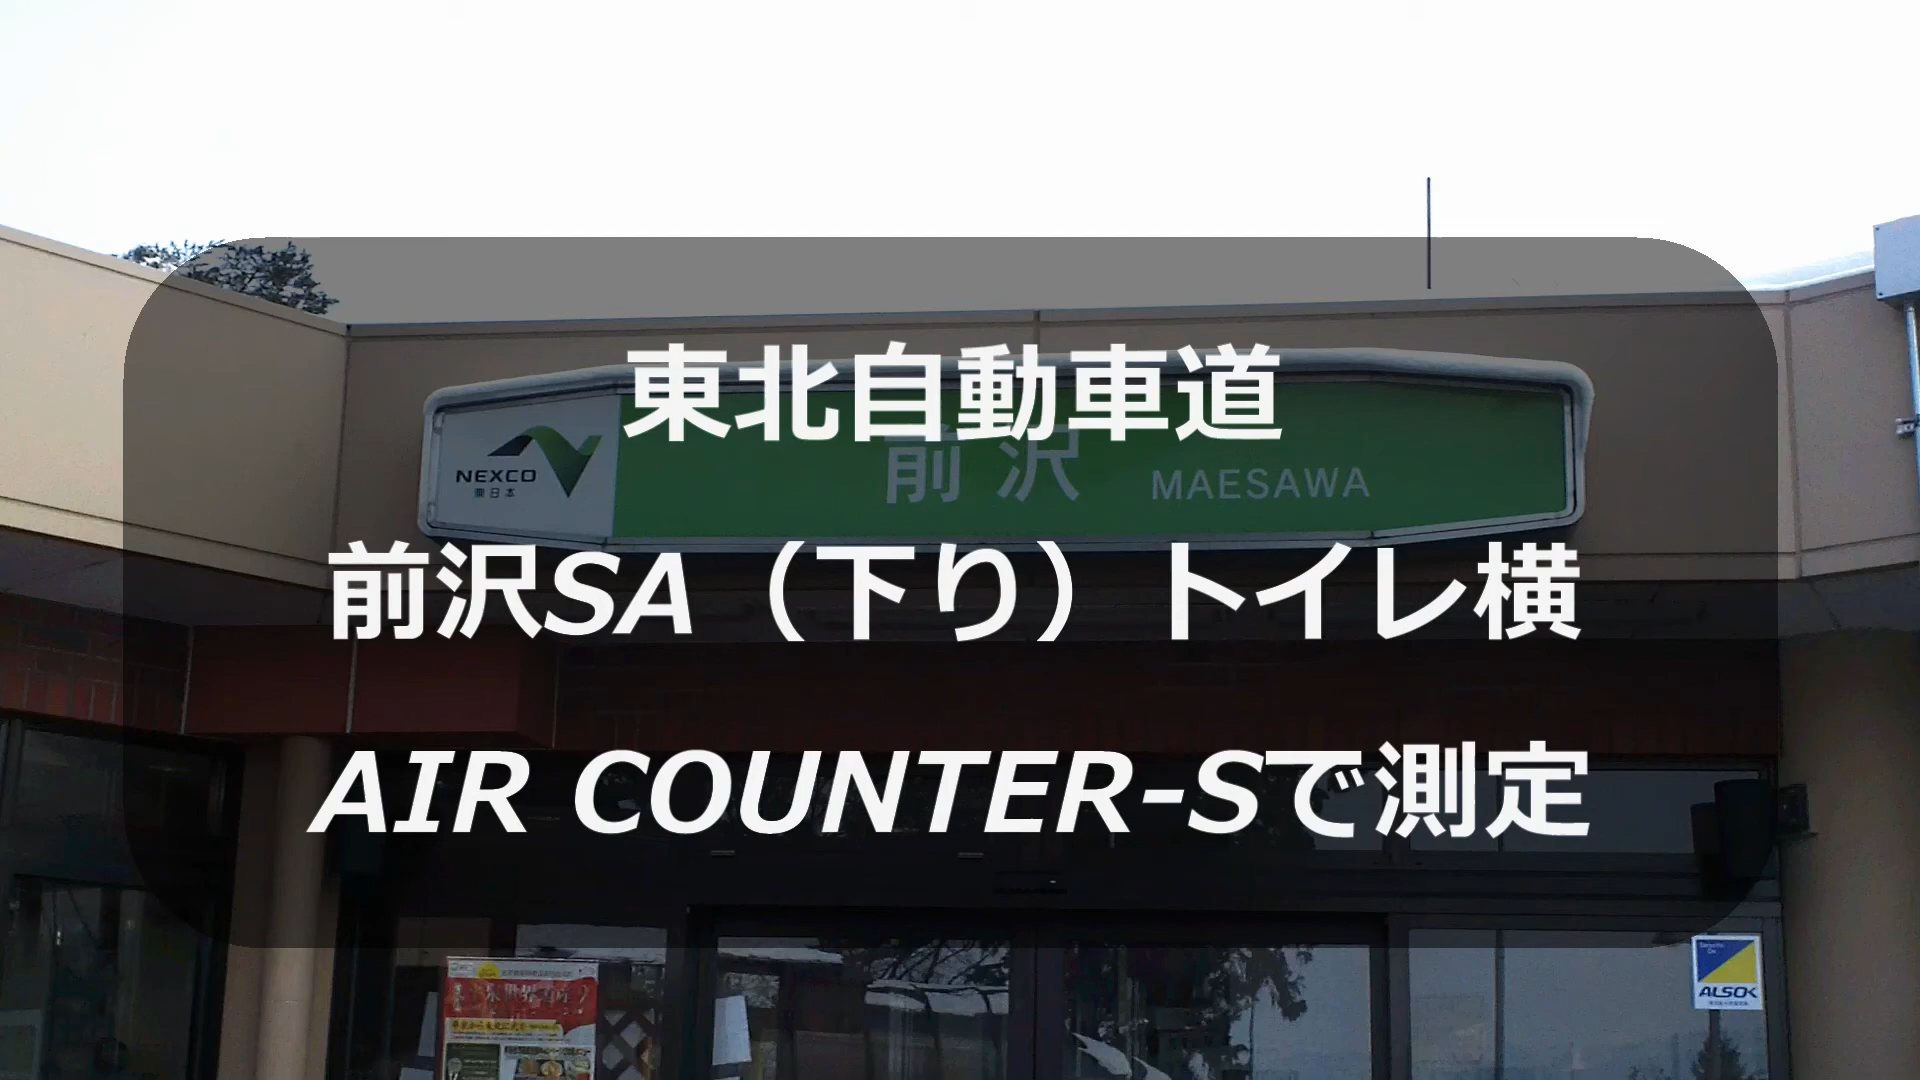 東北自動車道
NEXCO
東日本
前沢 MAESAWA
前沢SA（下り）トイレ横
AIR COUNTER-Sで測定
ALSOK